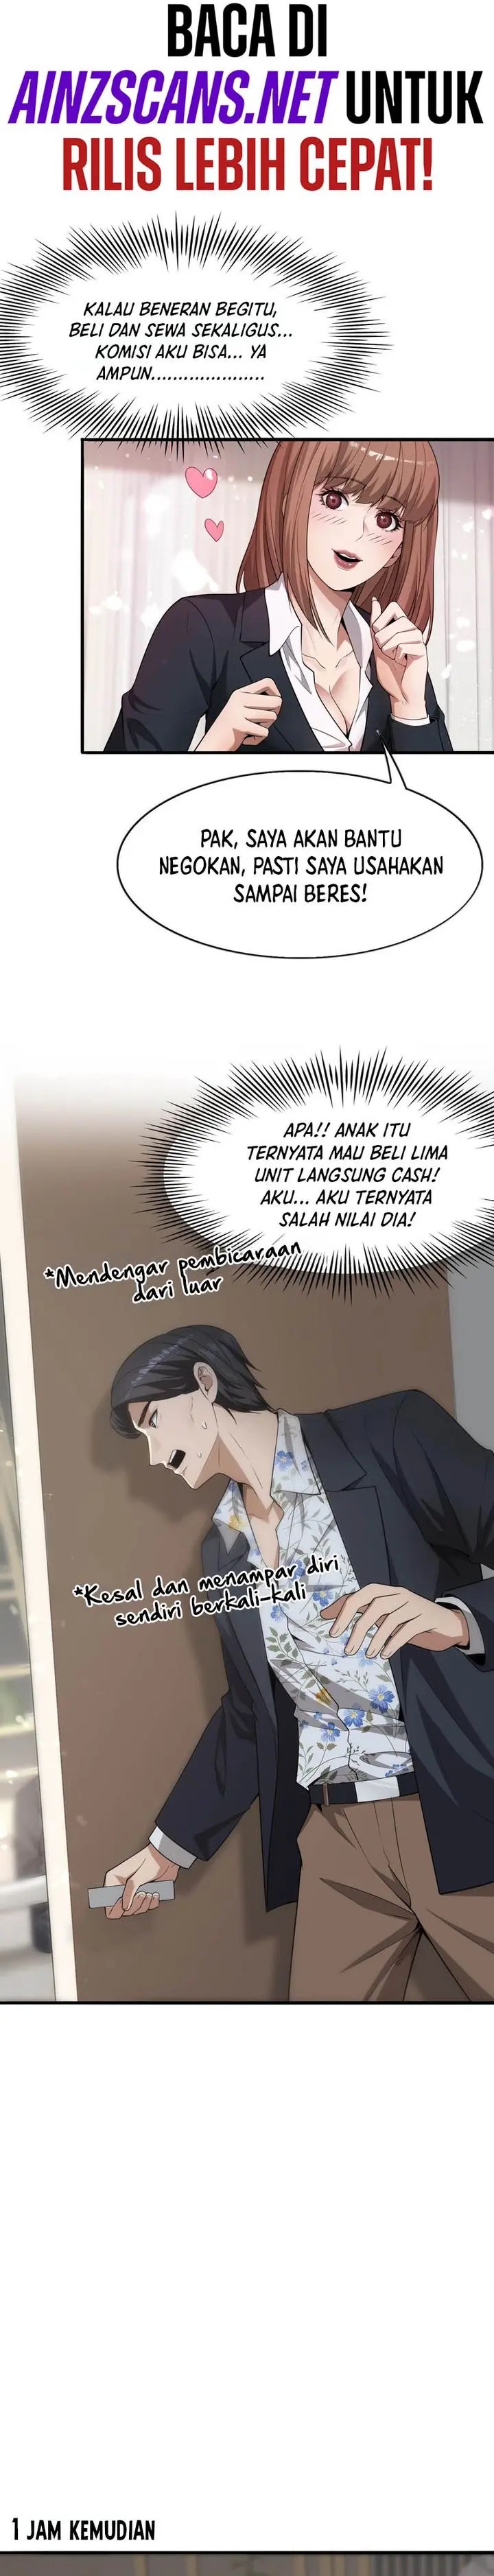 BACA DI
AINZSCANS.NET UNTUK
RILIS LEBIH CEPAT!
KALAU BENERAN BEGITU,
BELI DAN SEWA SEKALIGUS...
KOMISI AKU BISA... YA
AMPUN....................
PAK, SAYA AKAN BANTU
NEGOKAN, PASTI SAYA USAHAKAN
SAMPAI BERES!
APA!! ANAK ITU
TERNYATA MAU BELI LIMA
UNIT LANGSUNG CASH!
AKU... AKU TERNYATA
SALAH NILAI DIA!
*Mendengar pembicaraan
dari luar
*Kesal dan menampar diri
sendiri berkali-kali
1 JAM KEMUDIAN